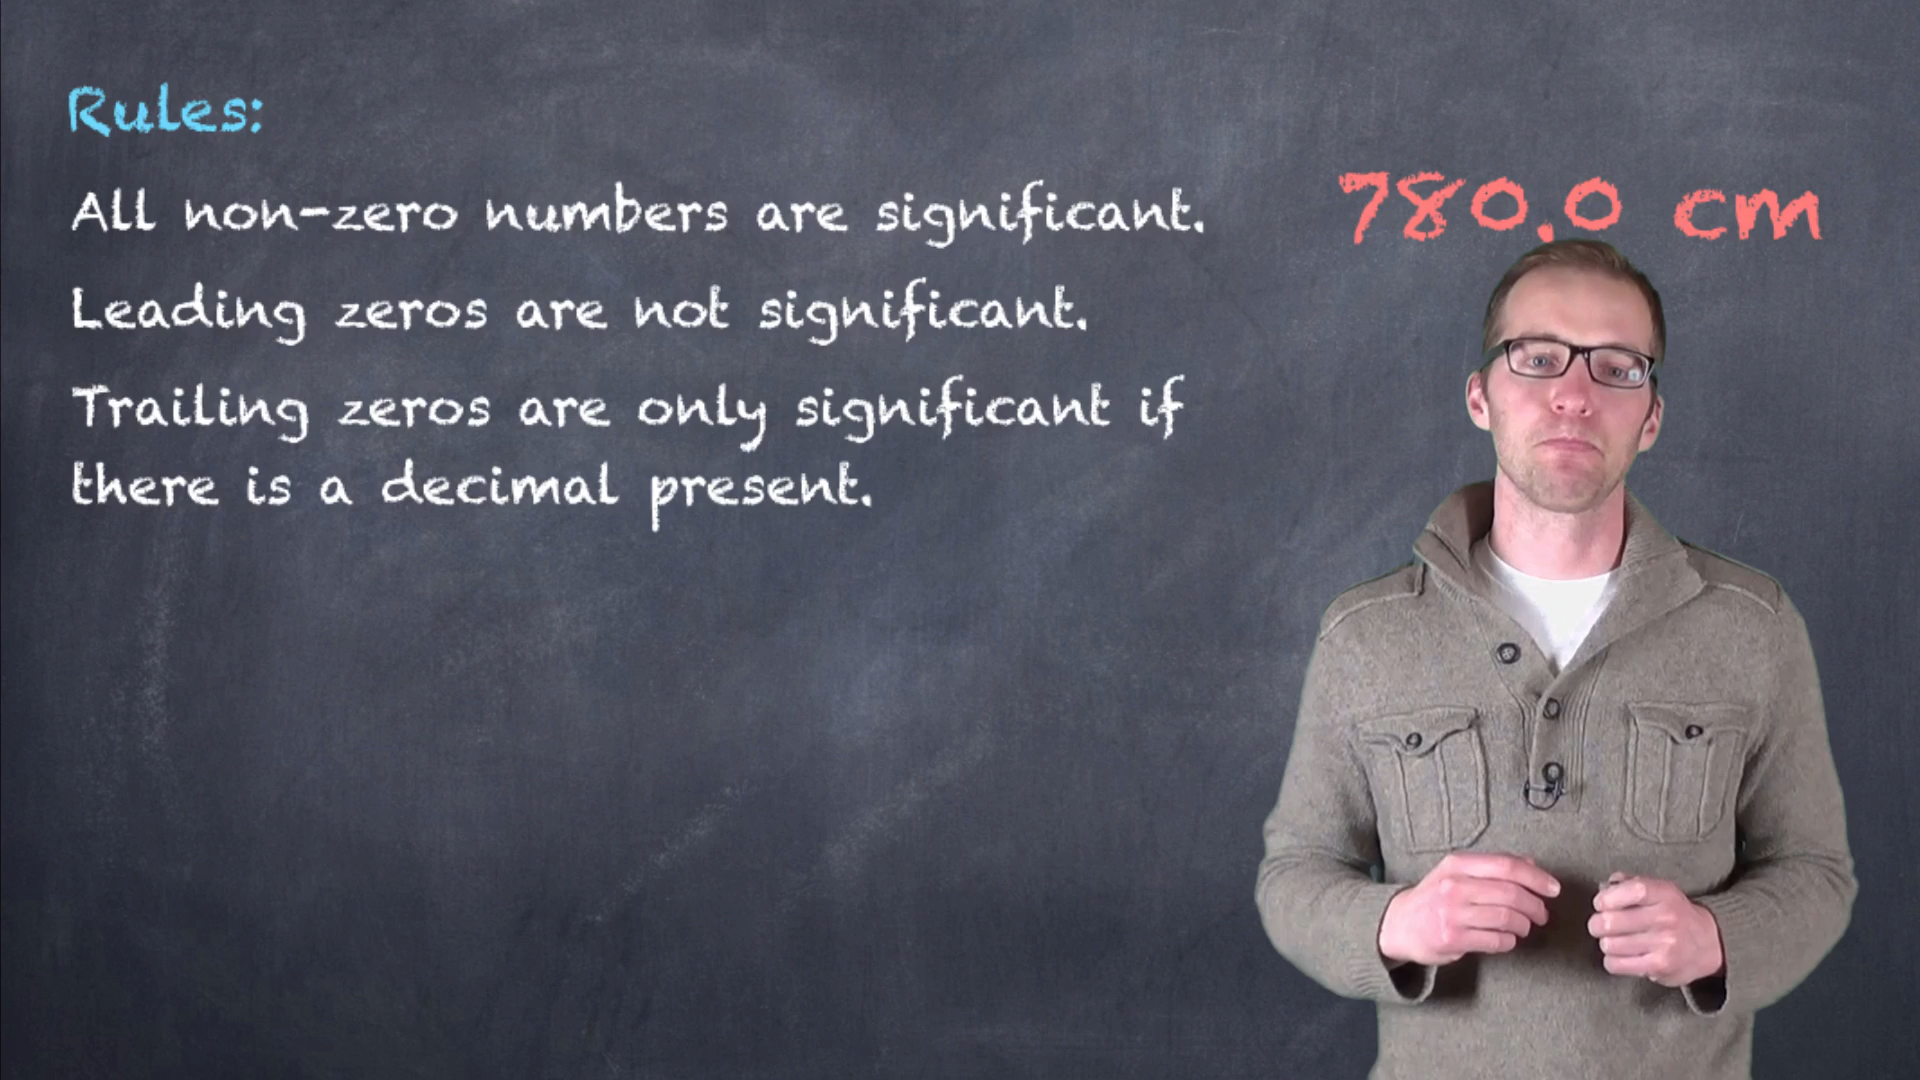 Rules:
All non-zero numbers are significant.
780.0 cm
Leading zeros are not significant.
Trailing zeros are only significant if
there is a decimal present.